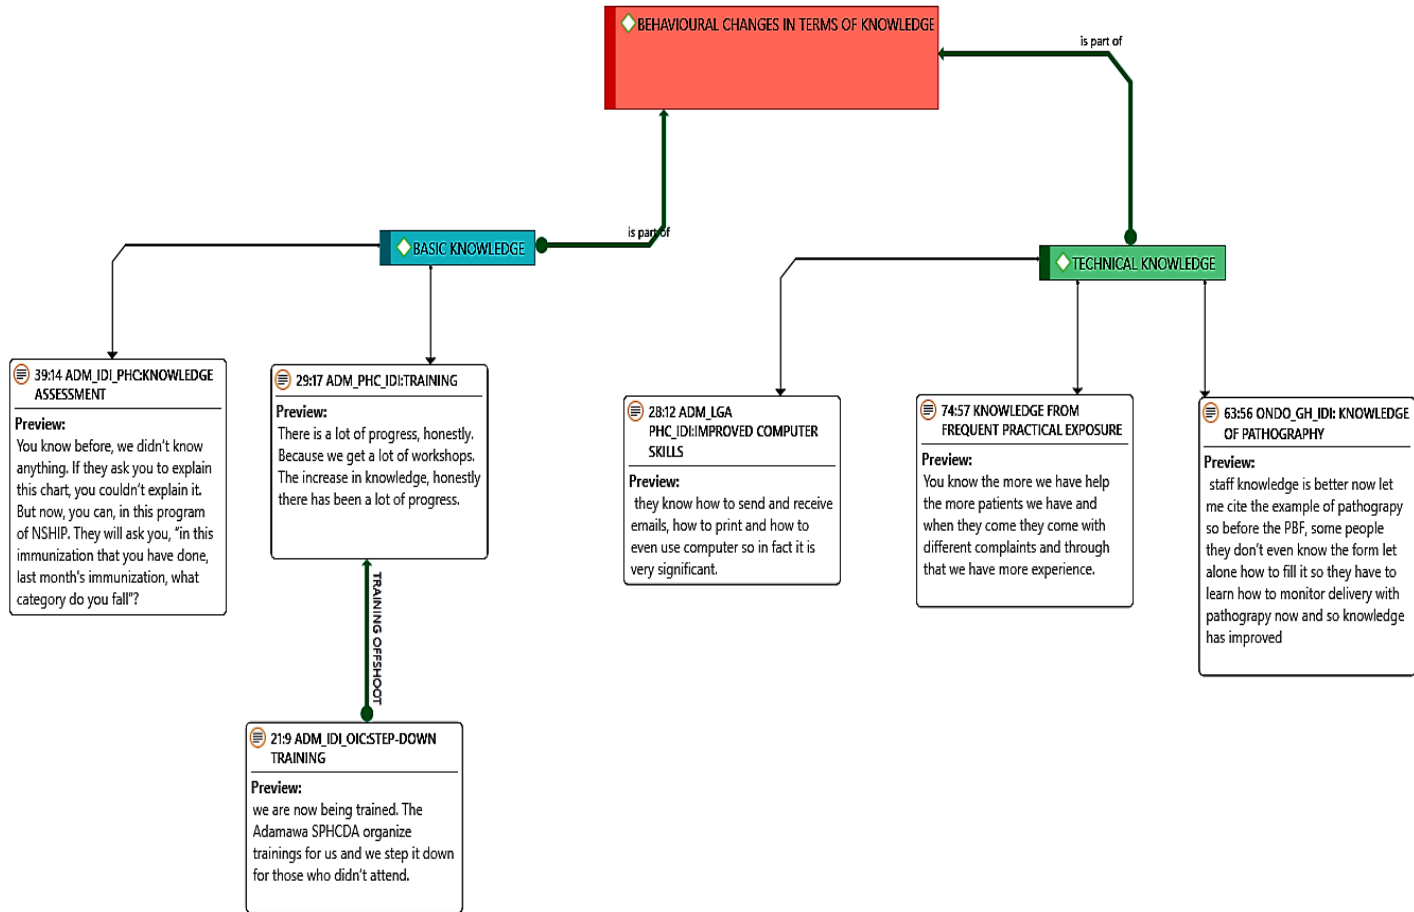 BEHAVIOURAL CHANGES IN TERMS OF KNOWLEDGE
is part of
is part of
BASIC KNOWLEDGE
TECHNICAL KNOWLEDGE
39:14 ADM_IDI_PHC:KNOWLEDGE
ASSESSMENT
Preview:
You know before, we didn't know
anything. If they ask you to explain
this chart, you couldn't explain it.
But now, you can, in this program
of NSHIP. They will ask you, "in this
immunization that you have done,
last month's immunization, what
category do you fall"?
29:17 ADM_PHC_IDI:TRAINING
Preview:
There is a lot of progress, honestly.
Because we get a lot of workshops.
The increase in knowledge, honestly
there has been a lot of progress.
TRAINING OFFSHOOT
21:9 ADM_IDI_OIC:STEP-DOWN
TRAINING
Preview:
we are now being trained. The
Adamawa SPHCDA organize
trainings for us and we step it down
for those who didn't attend.
28:12 ADM_LGA
PHC_IDI:IMPROVED COMPUTER
SKILLS
Preview:
they know how to send and receive
emails, how to print and how to
even use computer so in fact it is
very significant.
74:57 KNOWLEDGE FROM
FREQUENT PRACTICAL EXPOSURE
Preview:
You know the more we have help
the more patients we have and
when they come they come with
different complaints and through
that we have more experience.
63:56 ONDO_GH_IDI: KNOWLEDGE
OF PATHOGRAPHY
Preview:
staff knowledge is better now let
me cite the example of pathograpy
so before the PBF, some people
they don't even know the form let
alone how to fill it so they have to
learn how to monitor delivery with
pathograpy now and so knowledge
has improved